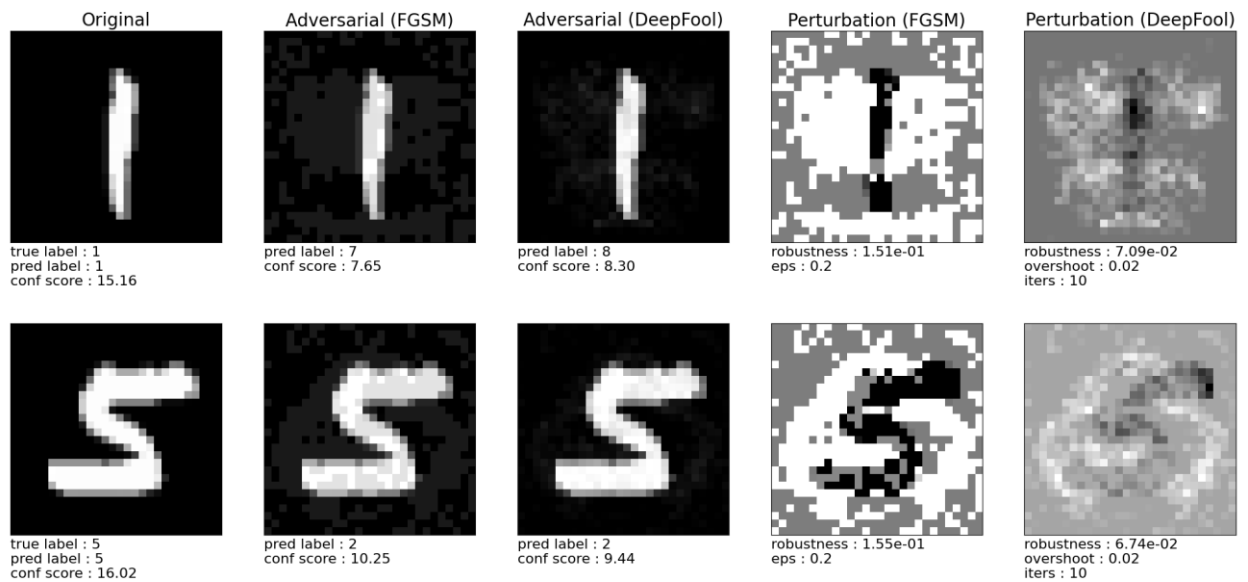 Original
Adversarial (FGSM)
Adversarial (DeepFool)
Perturbation (FGSM)
Perturbation (DeepFool)
true label : 1
pred label : 1
conf score : 15.16
pred label : 7
conf score : 7.65
pred label : 8
conf score : 8.30
robustness : 1.51e-01
eps : 0.2
robustness : 7.09e-02
overshoot : 0.02
iters : 10
true label : 5
pred label : 5
conf score : 16.02
pred label : 2
conf score : 10.25
pred label : 2
conf score : 9.44
robustness : 1.55e-01
eps : 0.2
robustness : 6.74e-02
overshoot : 0.02
iters : 10